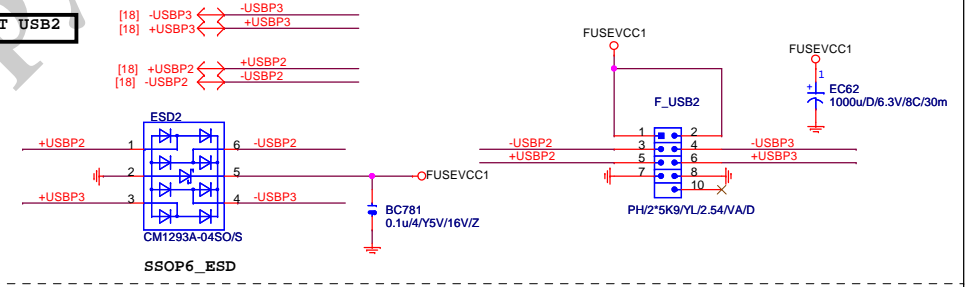 T USB2
[18] -USBP3 -USBP3
[18] +USBP3 +USBP3
[18] +USBP2 +USBP2
[18] -USBP2 -USBP2
ESD2
+USBP2 1 6 -USBP2
2 5 FUSEVCC1
+USBP3 3 4 -USBP3
CM1293A-04SO/S
SSOP6_ESD
BC781
0.1u/4/Y5V/16V/Z
FUSEVCC1
F_USB2
1 2
-USBP2 3 4 -USBP3
+USBP2 5 6 +USBP3
7 8
10
PH/2*5K9/YL/2.54/VA/D
FUSEVCC1
1
+ EC62
1000u/D/6.3V/8C/30m